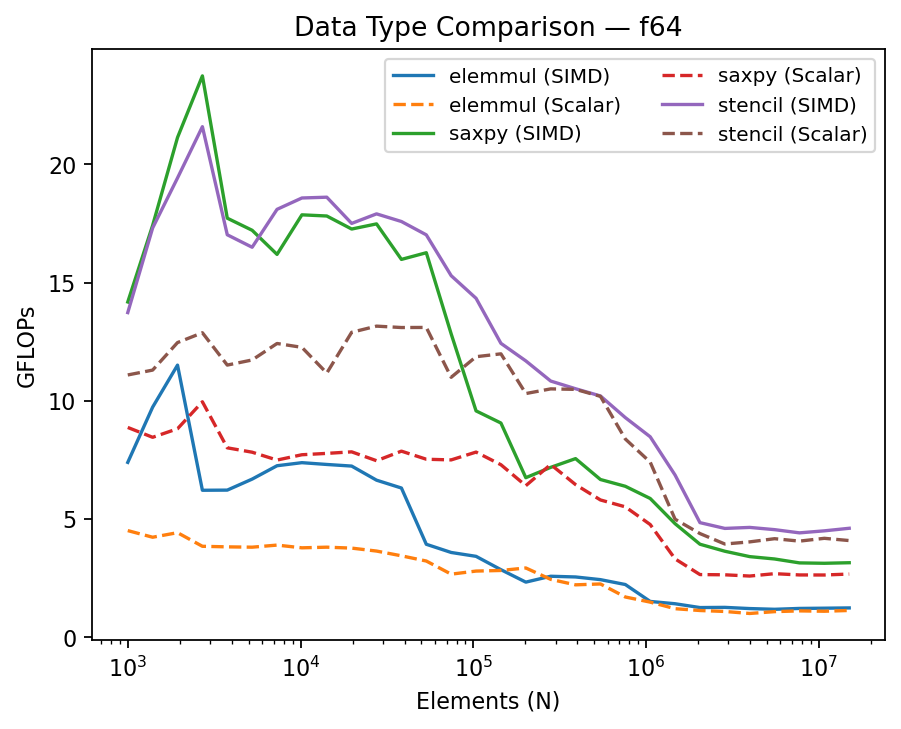 Data Type Comparison — f64
elemmul (SIMD)
elemmul (Scalar)
saxpy (SIMD)
saxpy (Scalar)
stencil (SIMD)
stencil (Scalar)
GFLOPs
20
15
10
5
0
10³ 10⁴ 10⁵ 10⁶ 10⁷
Elements (N)